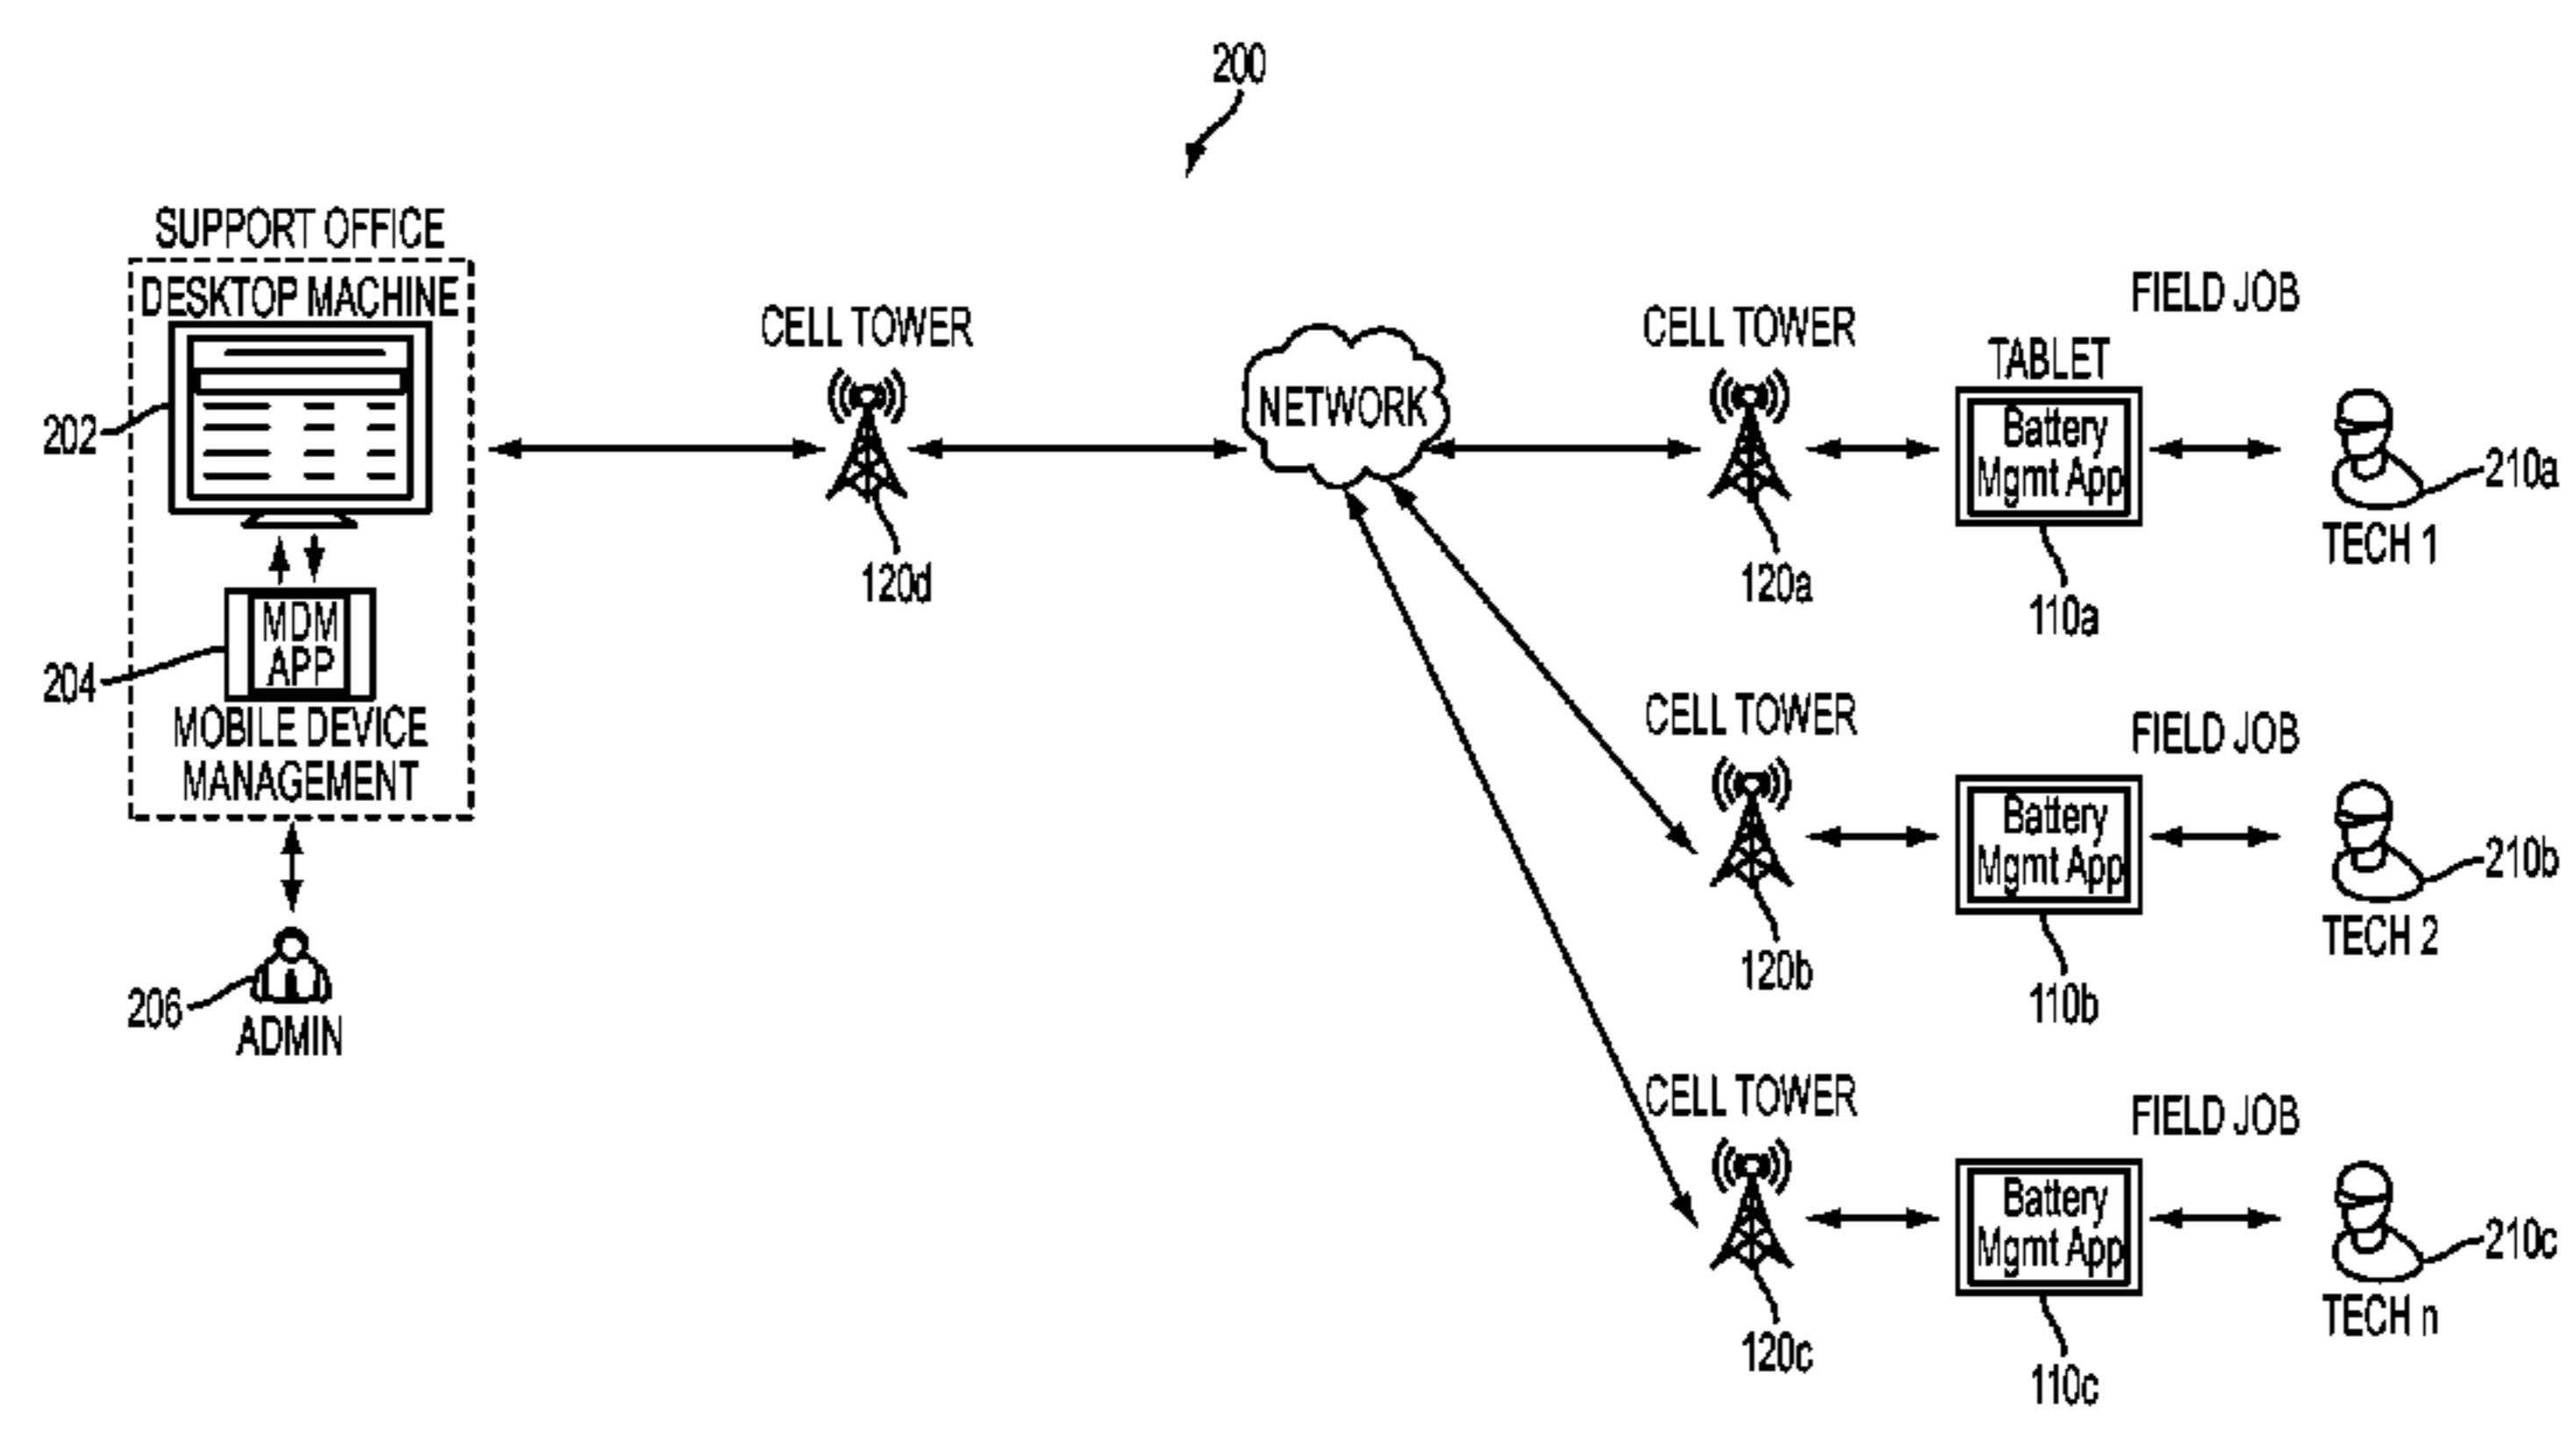 200
SUPPORT OFFICE
DESKTOP MACHINE
202
MDM
APP
204
MOBILE DEVICE
MANAGEMENT
206
ADMIN
CELL TOWER
120d
NETWORK
CELL TOWER
120a
TABLET
Battery
Mgmt App
110a
FIELD JOB
210a
TECH 1
CELL TOWER
120b
Battery
Mgmt App
110b
FIELD JOB
210b
TECH 2
CELL TOWER
120c
Battery
Mgmt App
110c
FIELD JOB
210c
TECH n